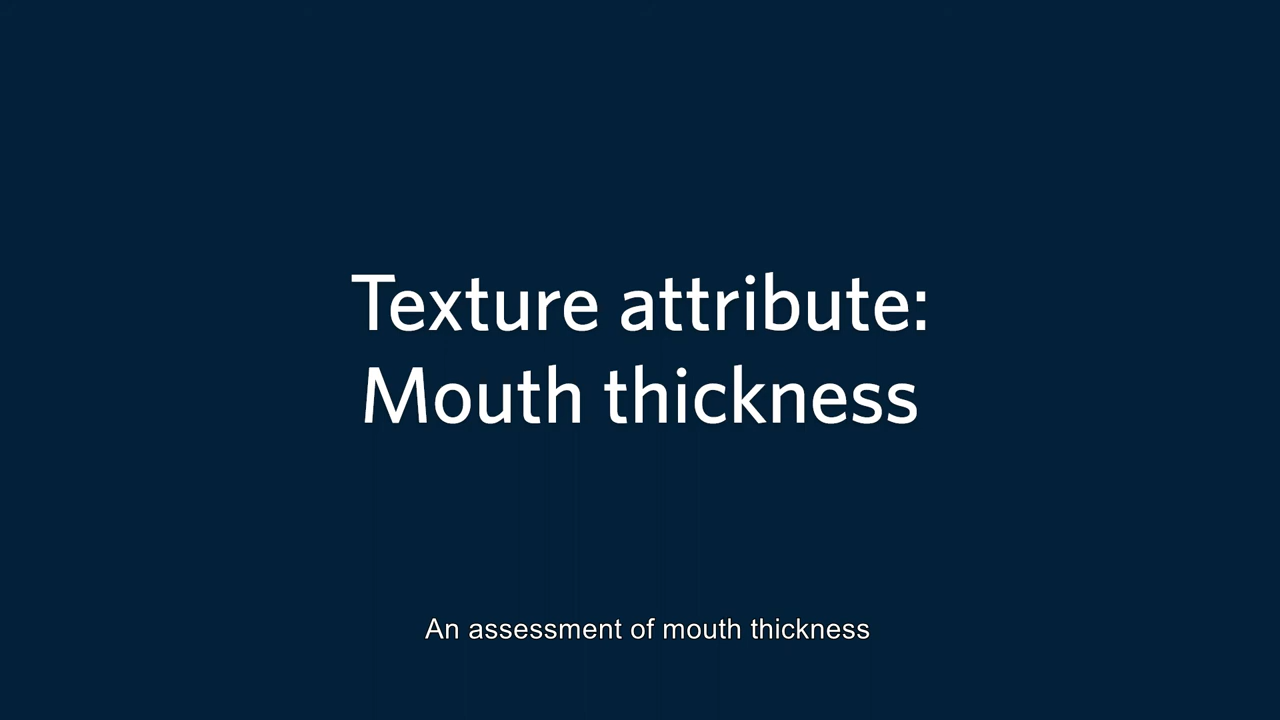 Texture attribute:
Mouth thickness
An assessment of mouth thickness